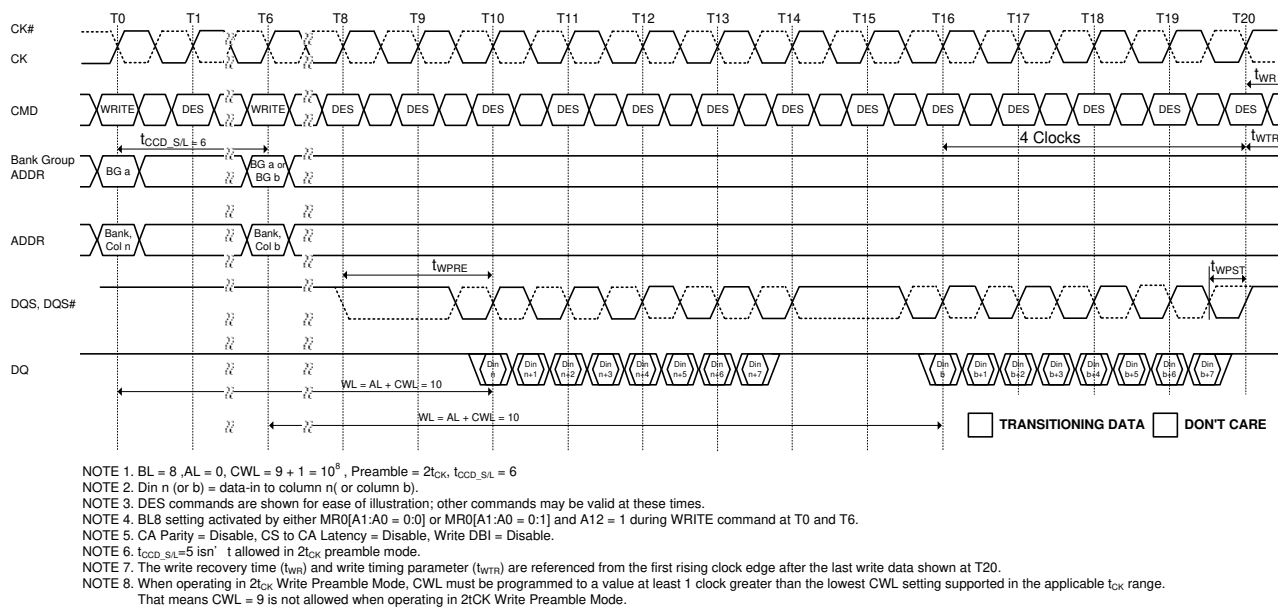 T0 T1 T6 T8 T9 T10 T11 T12 T13 T14 T15 T16 T17 T18 T19 T20
CK#
CK
tWR
CMD WRITE DES WRITE DES DES DES DES DES DES DES DES DES DES DES DES DES
tCCD_S/L = 6
4 Clocks
tWTR
Bank Group
ADDR
BG a
BG a or
BG b
ADDR
Bank,
Col n
Bank,
Col b
tWPRE
tWPST
DQS, DQS#
DQ
Din
n
Din
n+1
Din
n+2
Din
n+3
Din
n+4
Din
n+5
Din
n+6
Din
n+7
Din
b
Din
b+1
Din
b+2
Din
b+3
Din
b+4
Din
b+5
Din
b+6
Din
b+7
WL = AL + CWL = 10
WL = AL + CWL = 10
TRANSITIONING DATA DON'T CARE
NOTE 1. BL = 8 ,AL = 0, CWL = 9 + 1 = 10⁸ , Preamble = 2tCK, tCCD_S/L = 6
NOTE 2. Din n (or b) = data-in to column n( or column b).
NOTE 3. DES commands are shown for ease of illustration; other commands may be valid at these times.
NOTE 4. BL8 setting activated by either MR0[A1:A0 = 0:0] or MR0[A1:A0 = 0:1] and A12 = 1 during WRITE command at T0 and T6.
NOTE 5. CA Parity = Disable, CS to CA Latency = Disable, Write DBI = Disable.
NOTE 6. tCCD_S/L=5 isn' t allowed in 2tCK preamble mode.
NOTE 7. The write recovery time (tWR) and write timing parameter (tWTR) are referenced from the first rising clock edge after the last write data shown at T20.
NOTE 8. When operating in 2tCK Write Preamble Mode, CWL must be programmed to a value at least 1 clock greater than the lowest CWL setting supported in the applicable tCK range.
That means CWL = 9 is not allowed when operating in 2tCK Write Preamble Mode.